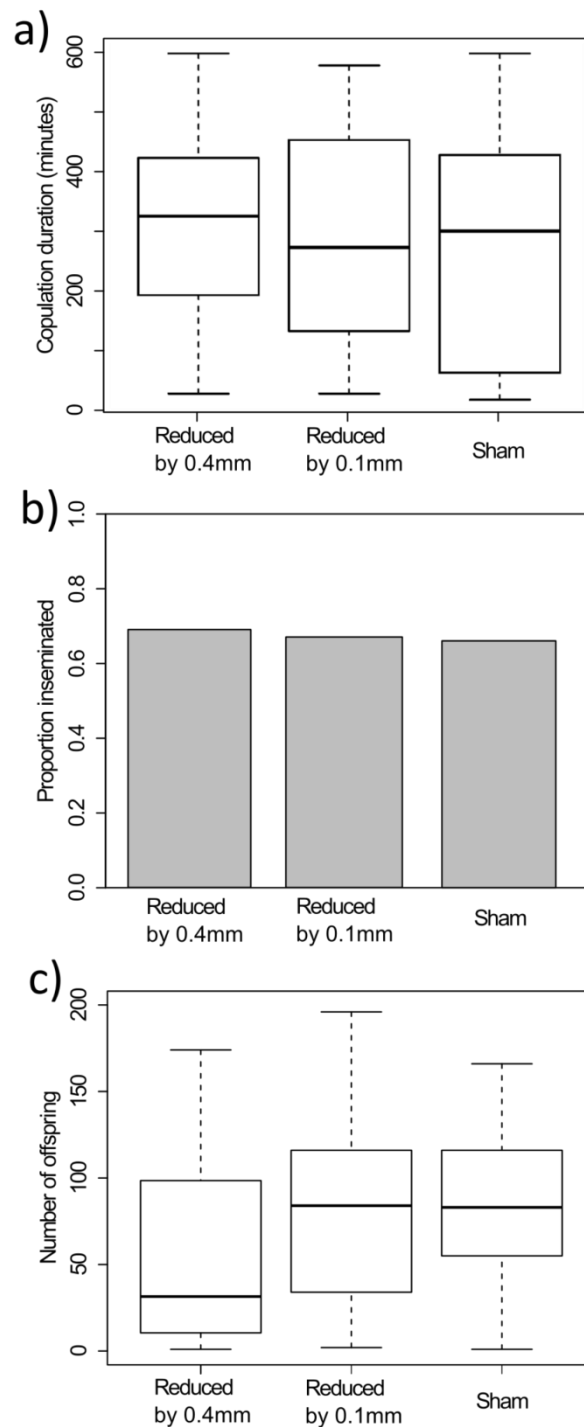 a)
Copulation duration (minutes)
600
400
200
0
Reduced by 0.4mm
Reduced by 0.1mm
Sham
b)
Proportion inseminated
1.0
0.8
0.6
0.4
0.2
0.0
Reduced by 0.4mm
Reduced by 0.1mm
Sham
c)
Number of offspring
200
150
100
50
0
Reduced by 0.4mm
Reduced by 0.1mm
Sham